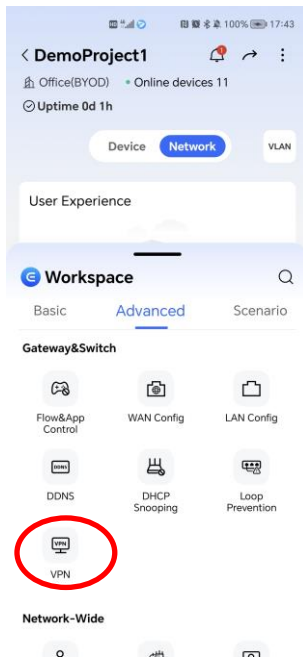 100% 17:43
DemoProject1
Office(BYOD) • Online devices 11
Uptime 0d 1h
Device Network VLAN
User Experience
Workspace
Basic Advanced Scenario
Gateway&Switch
Flow&App WAN Config LAN Config
Control
DDNS
DDNS DHCP Loop
Snooping Prevention
VPN
VPN
Network-Wide